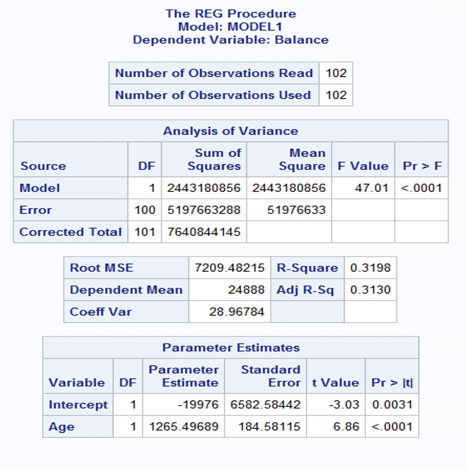 The REG Procedure
Model: MODEL1
Dependent Variable: Balance
Number of Observations Read 102
Number of Observations Used 102
Analysis of Variance
Source DF Sum of Squares Mean Square F Value Pr > F
Model 1 2443180856 2443180856 47.01 <.0001
Error 100 5197663288 51976633
Corrected Total 101 7640844145
Root MSE 7209.48215 R-Square 0.3198
Dependent Mean 24888 Adj R-Sq 0.3130
Coeff Var 28.96784
Parameter Estimates
Variable DF Parameter Estimate Standard Error t Value Pr > |t|
Intercept 1 -19976 6582.58442 -3.03 0.0031
Age 1 1265.49689 184.58115 6.86 <.0001